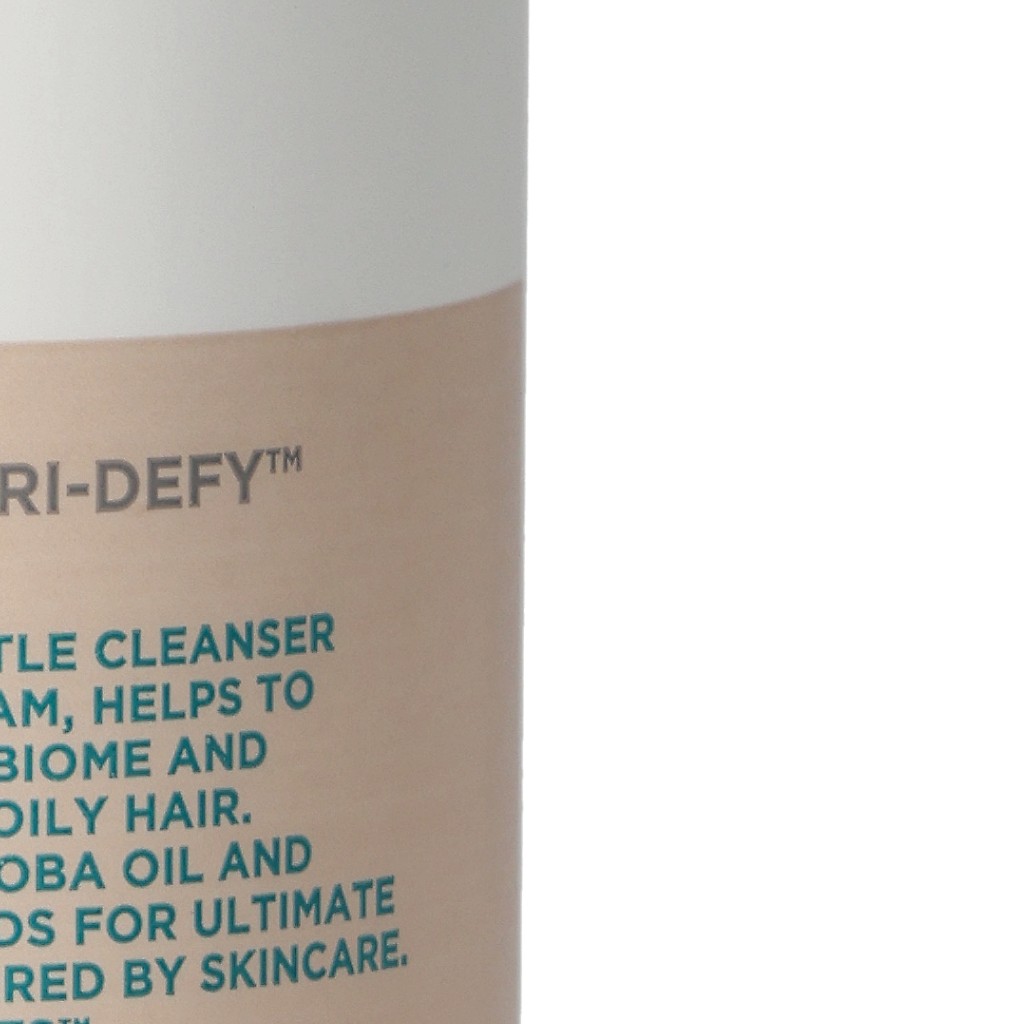 RI-DEFY™
TLE CLEANSER
AM, HELPS TO
BIOME AND
OILY HAIR.
OBA OIL AND
DS FOR ULTIMATE
RED BY SKINCARE.